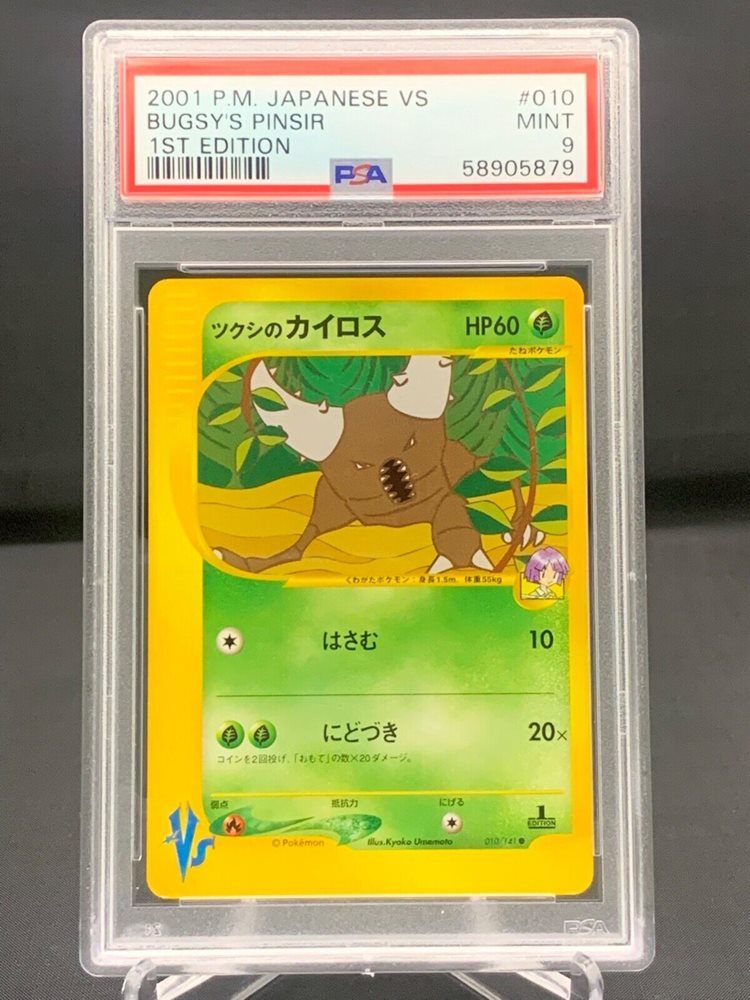 2001 P.M. JAPANESE VS #010
BUGSY'S PINSIR MINT
1ST EDITION 9
PSA 58905879
ツクシのカイロス HP60
たねポケモン
くわがたポケモン：身長1.5m、体重55kg
はさむ 10
にどづき 20×
コインを2回投げ、「おもて」の数×20ダメージ。
弱点 抵抗力 にげる
1
EDITION
Vs
© Pokémon Illus.Kyoko Umemoto 010/141 ●
PSA